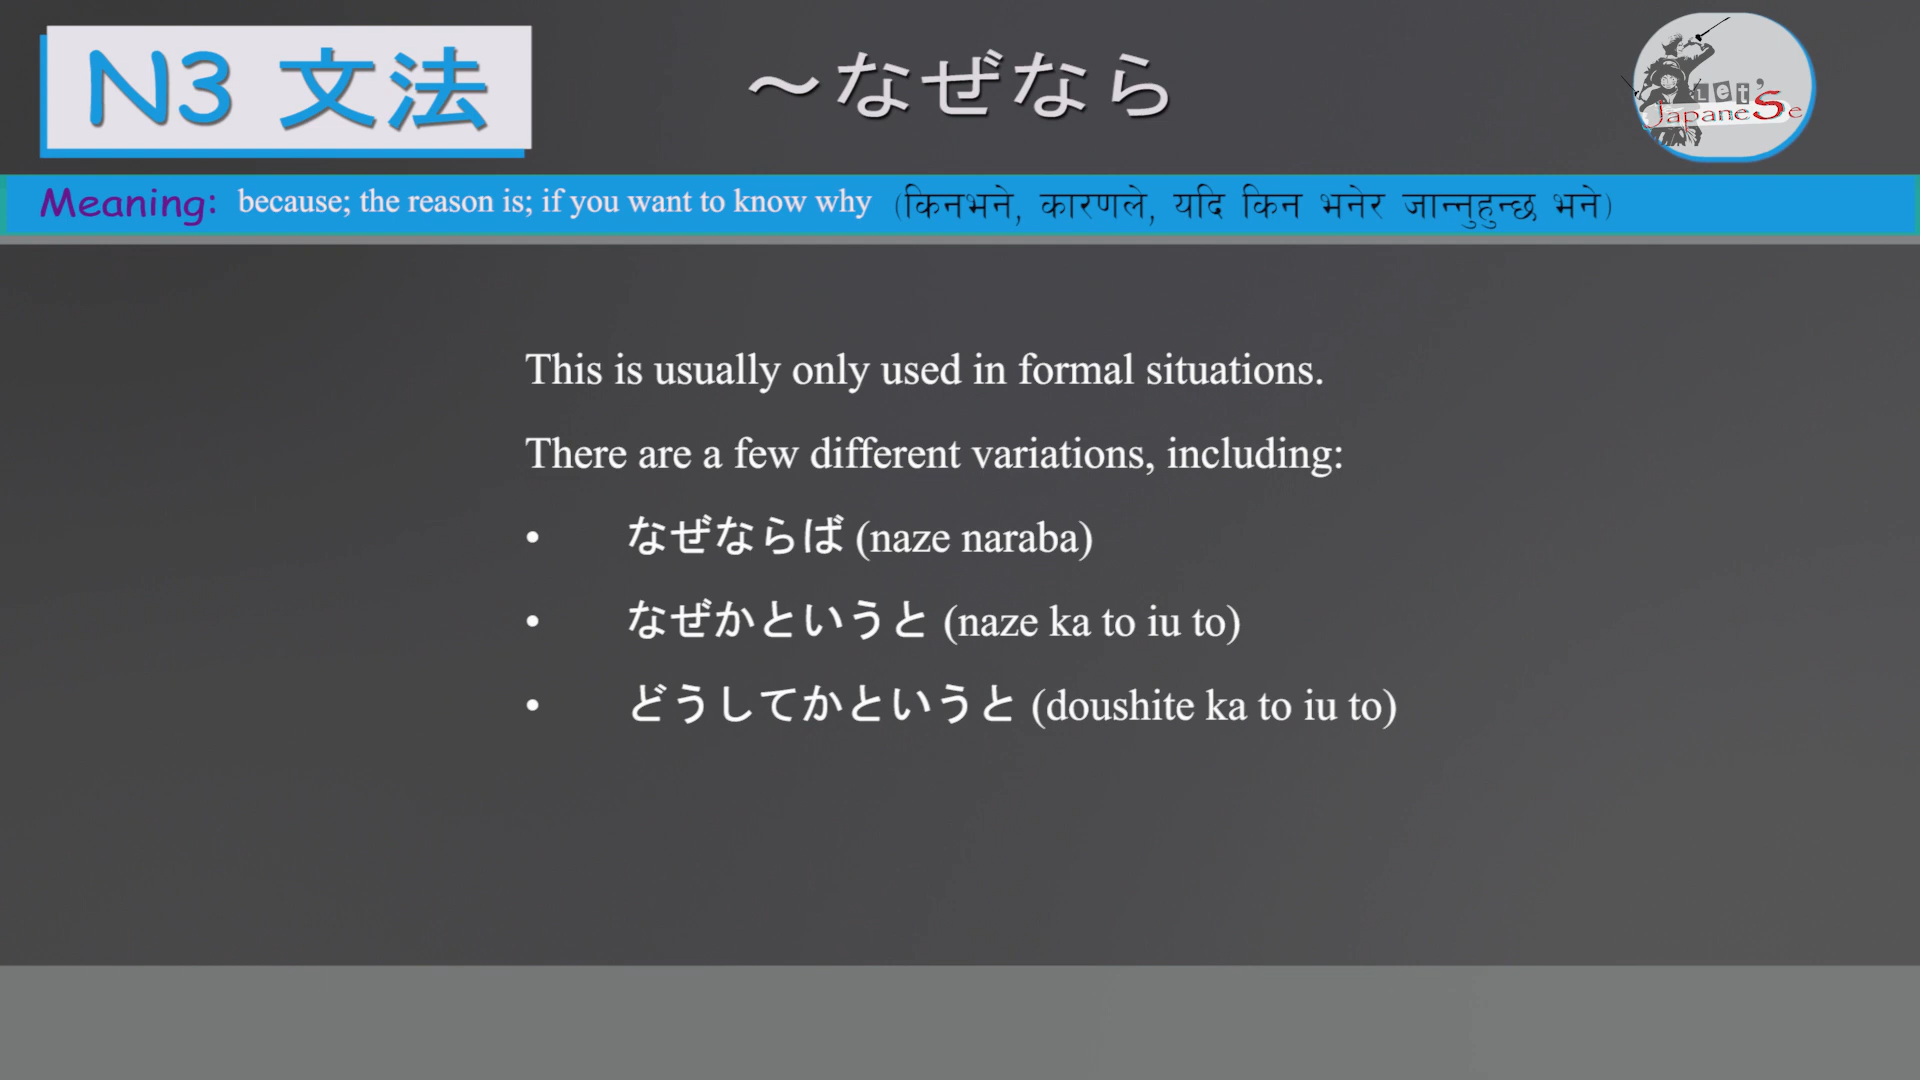 N3 文法
～なぜなら
Let's
JapaneSe
Meaning: because; the reason is; if you want to know why (किनभने, कारणले, यदि किन भनेर जान्नुहुन्छ भने)
This is usually only used in formal situations.
There are a few different variations, including:
• なぜならば (naze naraba)
• なぜかというと (naze ka to iu to)
• どうしてかというと (doushite ka to iu to)